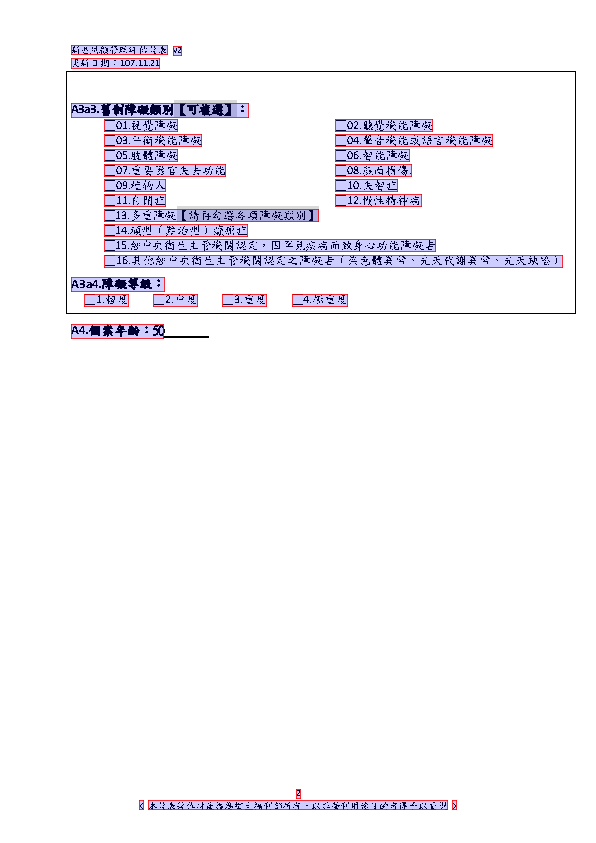 更新日期：107.11.21
A3a3.舊制障礙類別【可複選】：
__01.視覺障礙 __02.聽覺機能障礙
__03.平衡機能障礙 __04.聲音機能或語言機能障礙
__05.肢體障礙 __06.智能障礙
__07.重要器官失去功能 __08.顏面損傷
__09.植物人 __10.失智症
__11.自閉症 __12.慢性精神病
__13.多重障礙【請再勾選各項障礙類別】
__14.頑型（難治型）癲癇症
__15.經中央衛生主管機關認定，因罕見疾病而致身心功能障礙者
__16.其他經中央衛生主管機關認定之障礙者（染色體異常、先天代謝異常、先天缺陷）
A3a4.障礙等級：
__1.輕度 __2.中度 __3.重度 __4.極重度
A4.個案年齡：50
2